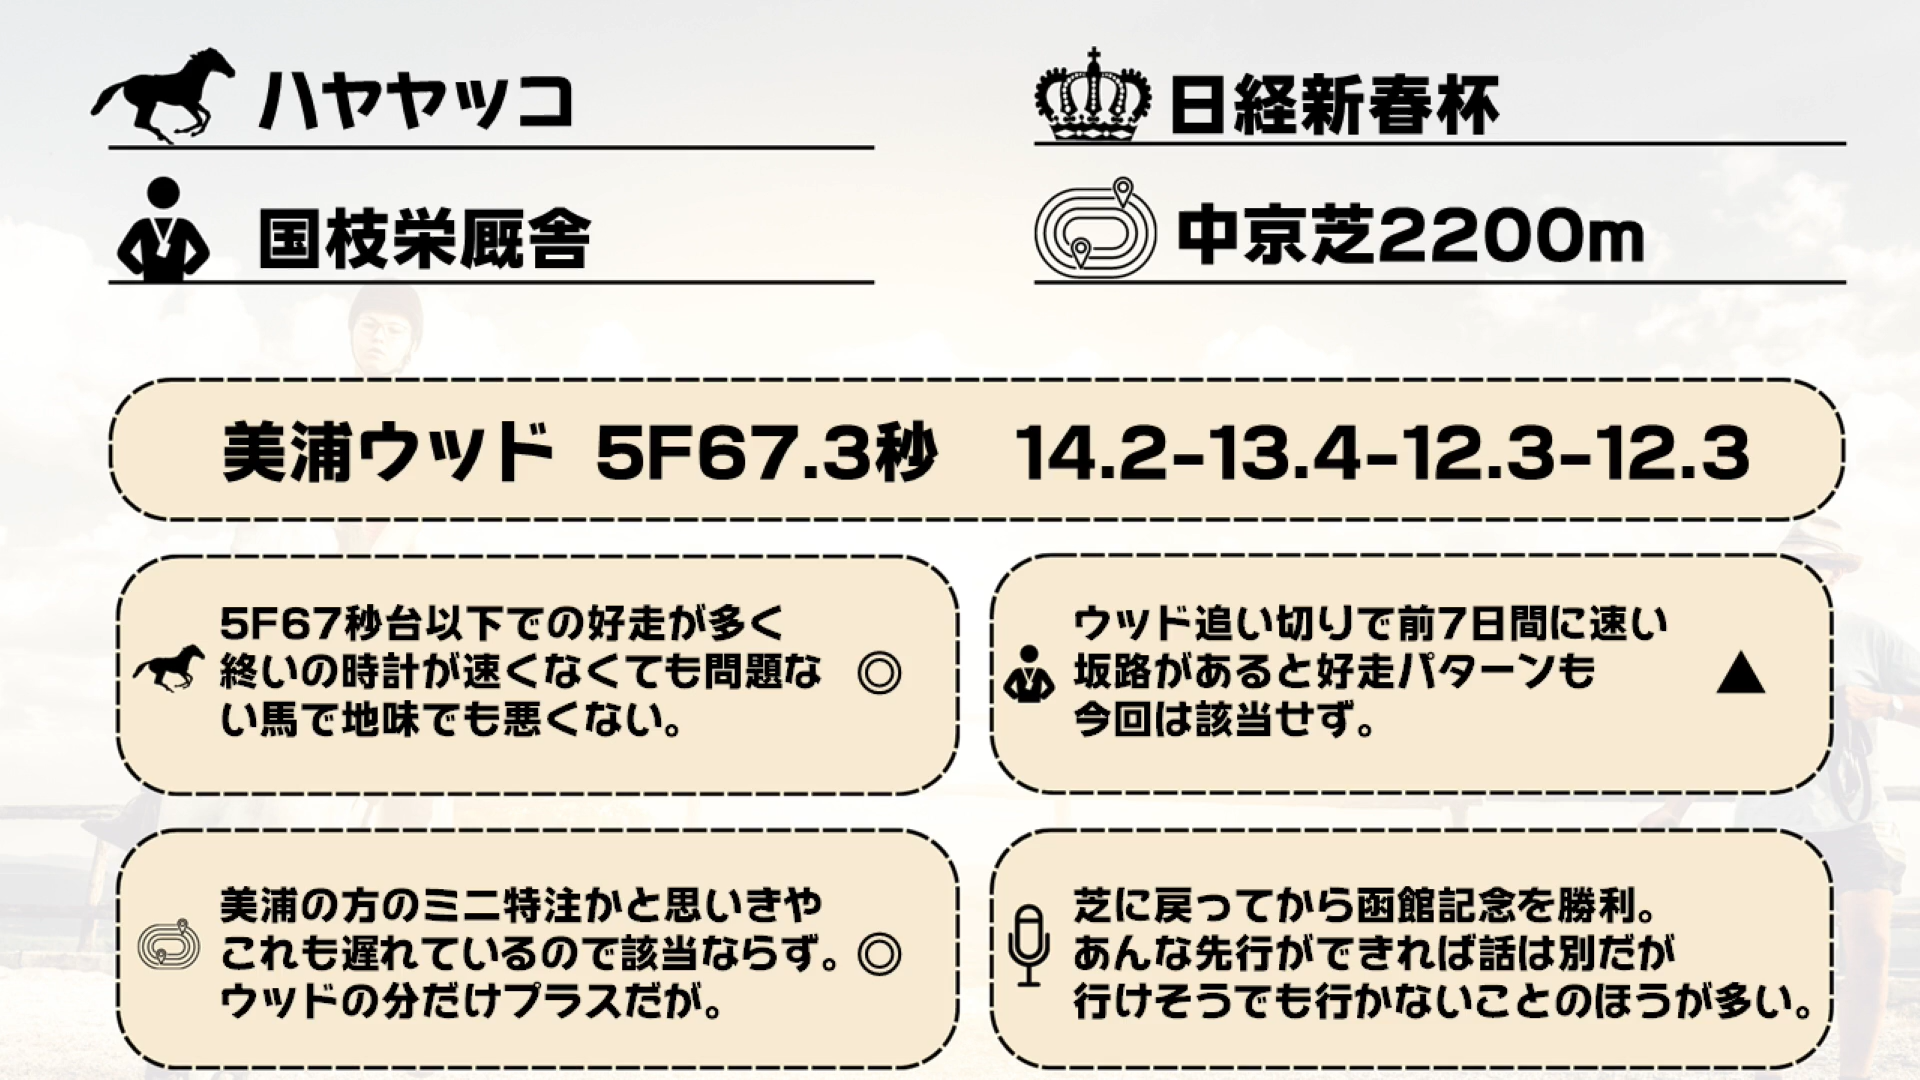 ハヤヤッコ
日経新春杯
国枝栄厩舎
中京芝2200m
美浦ウッド 5F67.3秒 14.2-13.4-12.3-12.3
5F67秒台以下での好走が多く
終いの時計が速くなくても問題な
い馬で地味でも悪くない。
◎
ウッド追い切りで前7日間に速い
坂路があると好走パターンも
今回は該当せず。
▲
美浦の方のミニ特注かと思いきや
これも遅れているので該当ならず。
ウッドの分だけプラスだが。
◎
芝に戻ってから函館記念を勝利。
あんな先行ができれば話は別だが
行けそうでも行かないことのほうが多い。